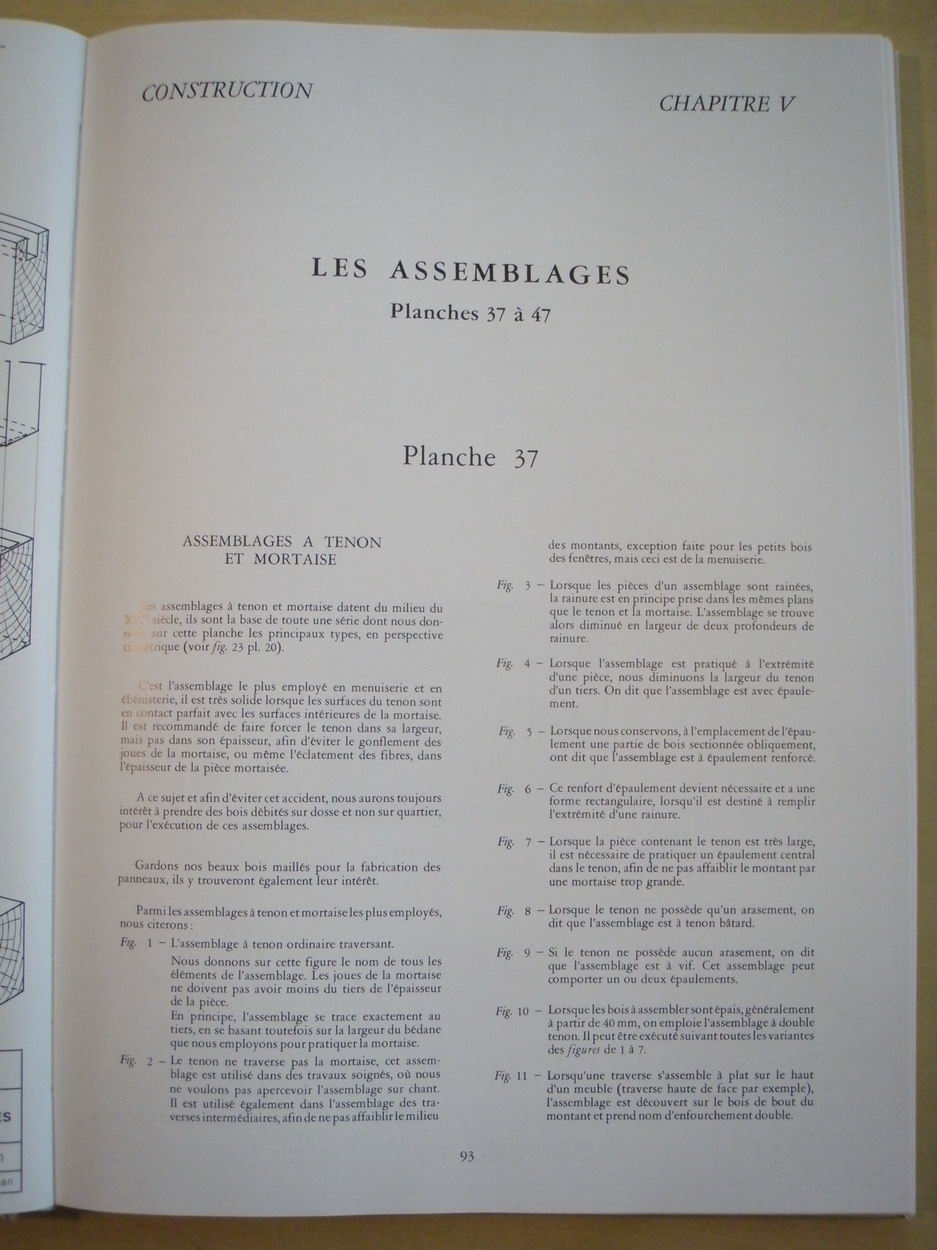 CONSTRUCTION
CHAPITRE V
LES ASSEMBLAGES
Planches 37 à 47
Planche 37
ASSEMBLAGES A TENON
ET MORTAISE
assemblages à tenon et mortaise datent du milieu du
siècle, ils sont la base de toute une série dont nous don-
sur cette planche les principaux types, en perspective
(voir fig. 23 pl. 20).
C'est l'assemblage le plus employé en menuiserie et en
ébénisterie, il est très solide lorsque les surfaces du tenon sont
en contact parfait avec les surfaces intérieures de la mortaise.
Il est recommandé de faire forcer le tenon dans sa largeur,
mais pas dans son épaisseur, afin d'éviter le gonflement des
joues de la mortaise, ou même l'éclatement des fibres, dans
l'épaisseur de la pièce mortaisée.
A ce sujet et afin d'éviter cet accident, nous aurons toujours
intérêt à prendre des bois débités sur dosse et non sur quartier,
pour l'exécution de ces assemblages.
Gardons nos beaux bois maillés pour la fabrication des
panneaux, ils y trouveront également leur intérêt.
Parmi les assemblages à tenon et mortaise les plus employés,
nous citerons :
Fig. 1 – L'assemblage à tenon ordinaire traversant.
Nous donnons sur cette figure le nom de tous les
éléments de l'assemblage. Les joues de la mortaise
ne doivent pas avoir moins du tiers de l'épaisseur
de la pièce.
En principe, l'assemblage se trace exactement au
tiers, en se basant toutefois sur la largeur du bédane
que nous employons pour pratiquer la mortaise.
Fig. 2 – Le tenon ne traverse pas la mortaise, cet assem-
blage est utilisé dans des travaux soignés, où nous
ne voulons pas apercevoir l'assemblage sur chant.
Il est utilisé également dans l'assemblage des tra-
verses intermédiaires, afin de ne pas affaiblir le milieu
des montants, exception faite pour les petits bois
des fenêtres, mais ceci est de la menuiserie.
Fig. 3 – Lorsque les pièces d'un assemblage sont rainées,
la rainure est en principe prise dans les mêmes plans
que le tenon et la mortaise. L'assemblage se trouve
alors diminué en largeur de deux profondeurs de
rainure.
Fig. 4 – Lorsque l'assemblage est pratiqué à l'extrémité
d'une pièce, nous diminuons la largeur du tenon
d'un tiers. On dit que l'assemblage est avec épaule-
ment.
Fig. 5 – Lorsque nous conservons, à l'emplacement de l'épau-
lement une partie de bois sectionnée obliquement,
ont dit que l'assemblage est à épaulement renforcé.
Fig. 6 – Ce renfort d'épaulement devient nécessaire et a une
forme rectangulaire, lorsqu'il est destiné à remplir
l'extrémité d'une rainure.
Fig. 7 – Lorsque la pièce contenant le tenon est très large,
il est nécessaire de pratiquer un épaulement central
dans le tenon, afin de ne pas affaiblir le montant par
une mortaise trop grande.
Fig. 8 – Lorsque le tenon ne possède qu'un arasement, on
dit que l'assemblage est à tenon bâtard.
Fig. 9 – Si le tenon ne possède aucun arasement, on dit
que l'assemblage est à vif. Cet assemblage peut
comporter un ou deux épaulements.
Fig. 10 – Lorsque les bois à assembler sont épais, généralement
à partir de 40 mm, on emploie l'assemblage à double
tenon. Il peut être exécuté suivant toutes les variantes
des figures de 1 à 7.
Fig. 11 – Lorsqu'une traverse s'assemble à plat sur le haut
d'un meuble (traverse haute de face par exemple),
l'assemblage est découvert sur le bois de bout du
montant et prend nom d'enfourchement double.
93